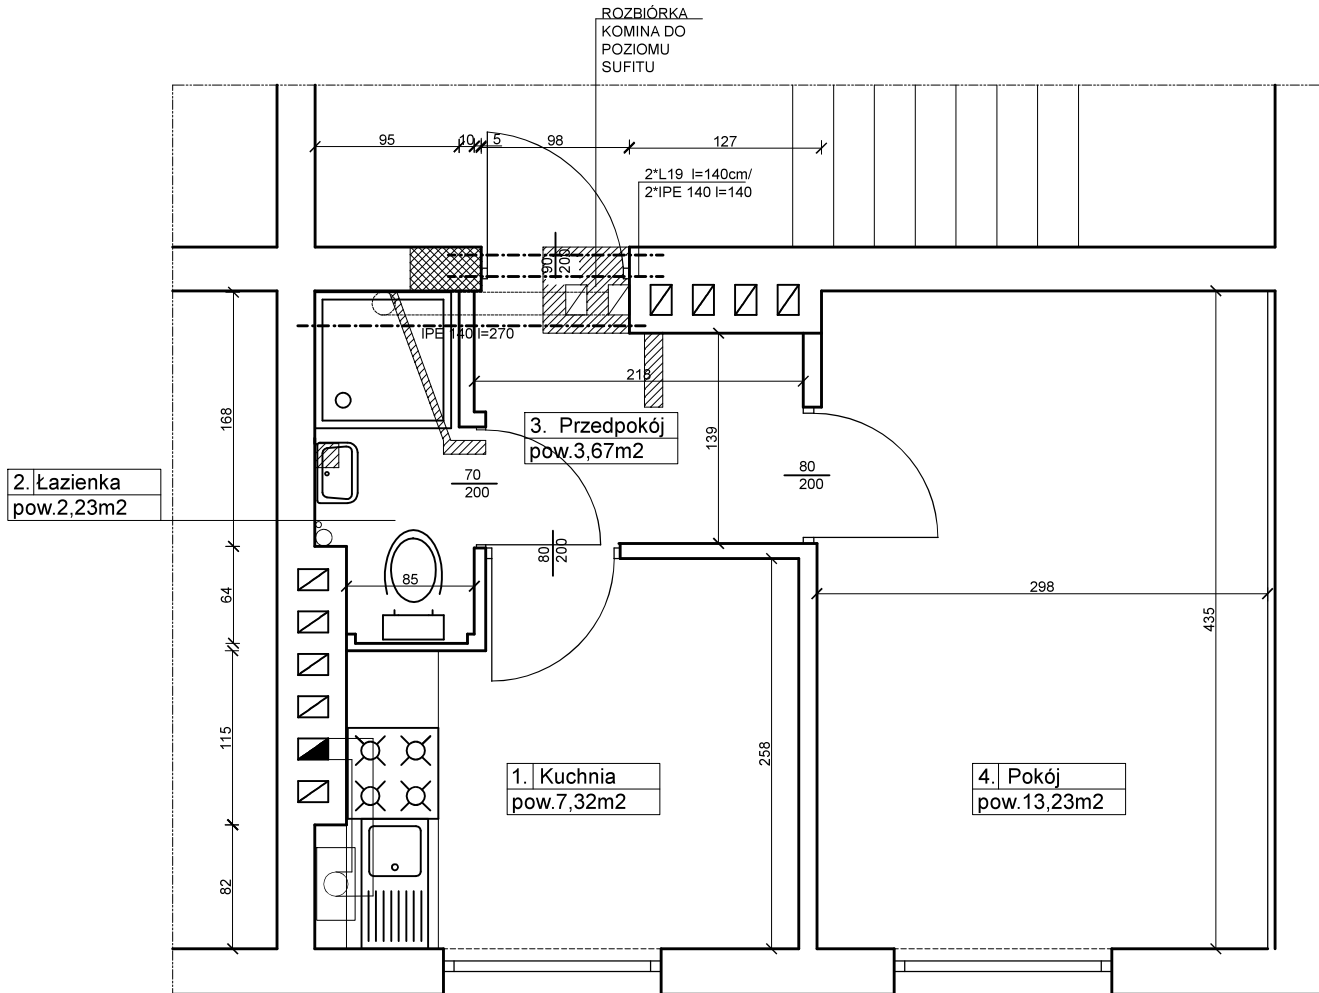 ROZBIÓRKA
KOMINA DO
POZIOMU
SUFITU
95
10
5
98
127
2*L19 l=140cm/
2*IPE 140 l=140
90
200
IPE 140 l=270
218
168
3. Przedpokój
pow.3,67m2
139
80
200
70
200
2. Łazienka
pow.2,23m2
80
200
85
64
298
435
115
258
1. Kuchnia
pow.7,32m2
4. Pokój
pow.13,23m2
82